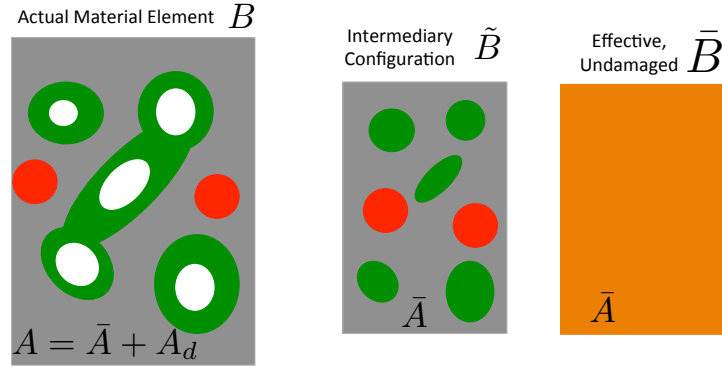 Actual Material Element B
Intermediary
Configuration B̃
Effective,
Undamaged B̄
A = Ā + A_d
Ā
Ā